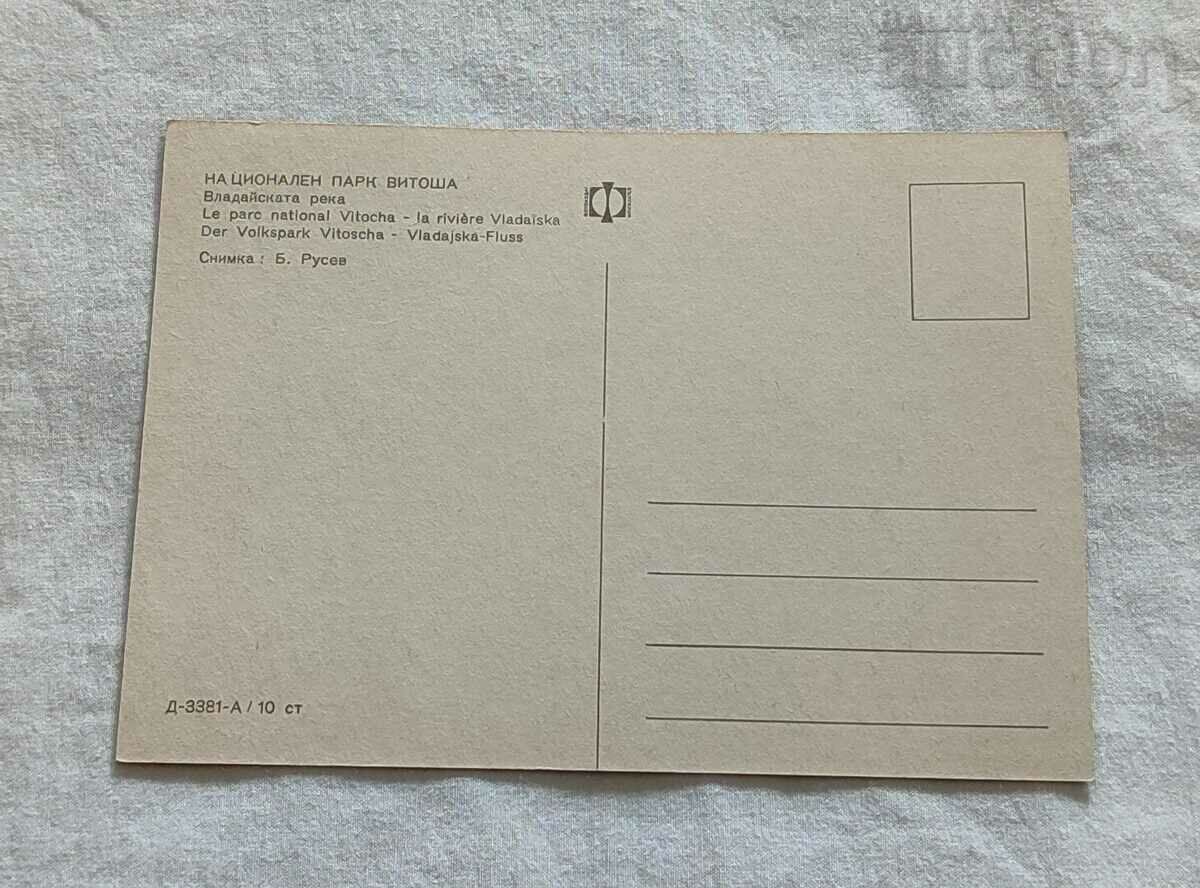 НАЦИОНАЛЕН ПАРК ВИТОША
Владайската река
Le parc national Vitocha - la rivière Vladaïska
Der Volkspark Vitoscha - Vladajska-Fluss
Снимка: Б. Русев
Д-3381-А / 10 ст